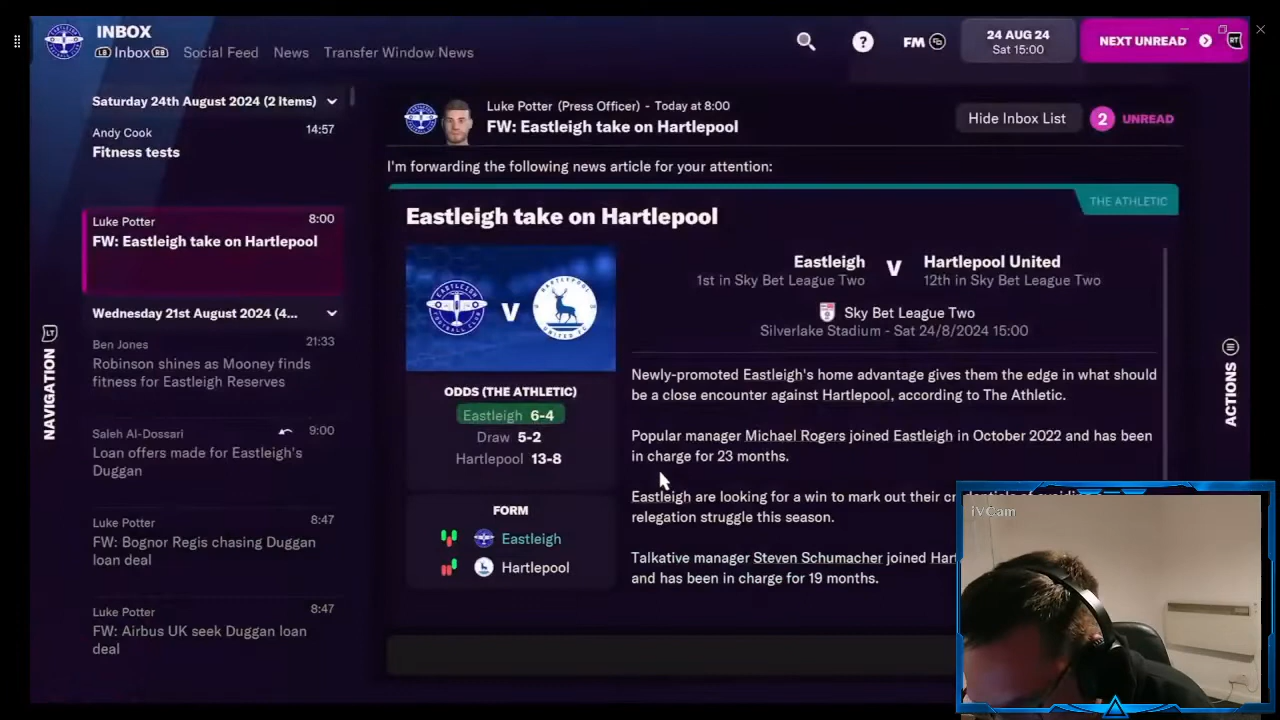 INBOX
LB Inbox RB
Social Feed
News
Transfer Window News
FM
24 AUG 24
Sat 15:00
NEXT UNREAD
RT
Saturday 24th August 2024 (2 Items)
Andy Cook
14:57
Fitness tests
Luke Potter
8:00
FW: Eastleigh take on Hartlepool
Wednesday 21st August 2024 (4...
Ben Jones
21:33
Robinson shines as Mooney finds
fitness for Eastleigh Reserves
Saleh Al-Dossari
9:00
Loan offers made for Eastleigh's
Duggan
Luke Potter
8:47
FW: Bognor Regis chasing Duggan
loan deal
Luke Potter
8:47
FW: Airbus UK seek Duggan loan
deal
LT
NAVIGATION
Luke Potter (Press Officer) - Today at 8:00
FW: Eastleigh take on Hartlepool
Hide Inbox List
2 UNREAD
I'm forwarding the following news article for your attention:
THE ATHLETIC
Eastleigh take on Hartlepool
V
ODDS (THE ATHLETIC)
Eastleigh 6-4
Draw 5-2
Hartlepool 13-8
FORM
Eastleigh
Hartlepool
Eastleigh V Hartlepool United
1st in Sky Bet League Two
12th in Sky Bet League Two
Sky Bet League Two
Silverlake Stadium - Sat 24/8/2024 15:00
Newly-promoted Eastleigh's home advantage gives them the edge in what should
be a close encounter against Hartlepool, according to The Athletic.
Popular manager Michael Rogers joined Eastleigh in October 2022 and has been
in charge for 23 months.
Eastleigh are looking for a win to mark out their
relegation struggle this season.
Talkative manager Steven Schumacher joined Hart
and has been in charge for 19 months.
ACTIONS
iVCam